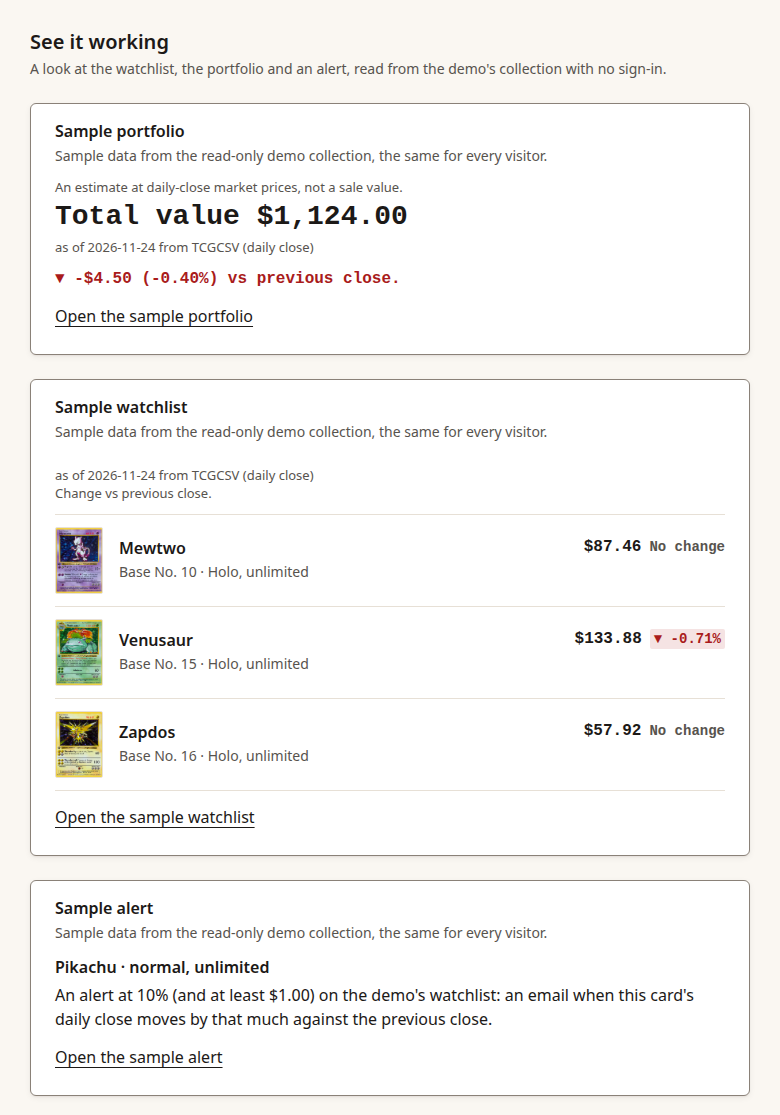 See it working
A look at the watchlist, the portfolio and an alert, read from the demo's collection with no sign-in.
Sample portfolio
Sample data from the read-only demo collection, the same for every visitor.
An estimate at daily-close market prices, not a sale value.
Total value $1,124.00
as of 2026-11-24 from TCGCSV (daily close)
▼ -$4.50 (-0.40%) vs previous close.
Open the sample portfolio
Sample watchlist
Sample data from the read-only demo collection, the same for every visitor.
as of 2026-11-24 from TCGCSV (daily close)
Change vs previous close.
Mewtwo $87.46 No change
Base No. 10 · Holo, unlimited
Venusaur $133.88 ▼ -0.71%
Base No. 15 · Holo, unlimited
Zapdos $57.92 No change
Base No. 16 · Holo, unlimited
Open the sample watchlist
Sample alert
Sample data from the read-only demo collection, the same for every visitor.
Pikachu · normal, unlimited
An alert at 10% (and at least $1.00) on the demo's watchlist: an email when this card's
daily close moves by that much against the previous close.
Open the sample alert